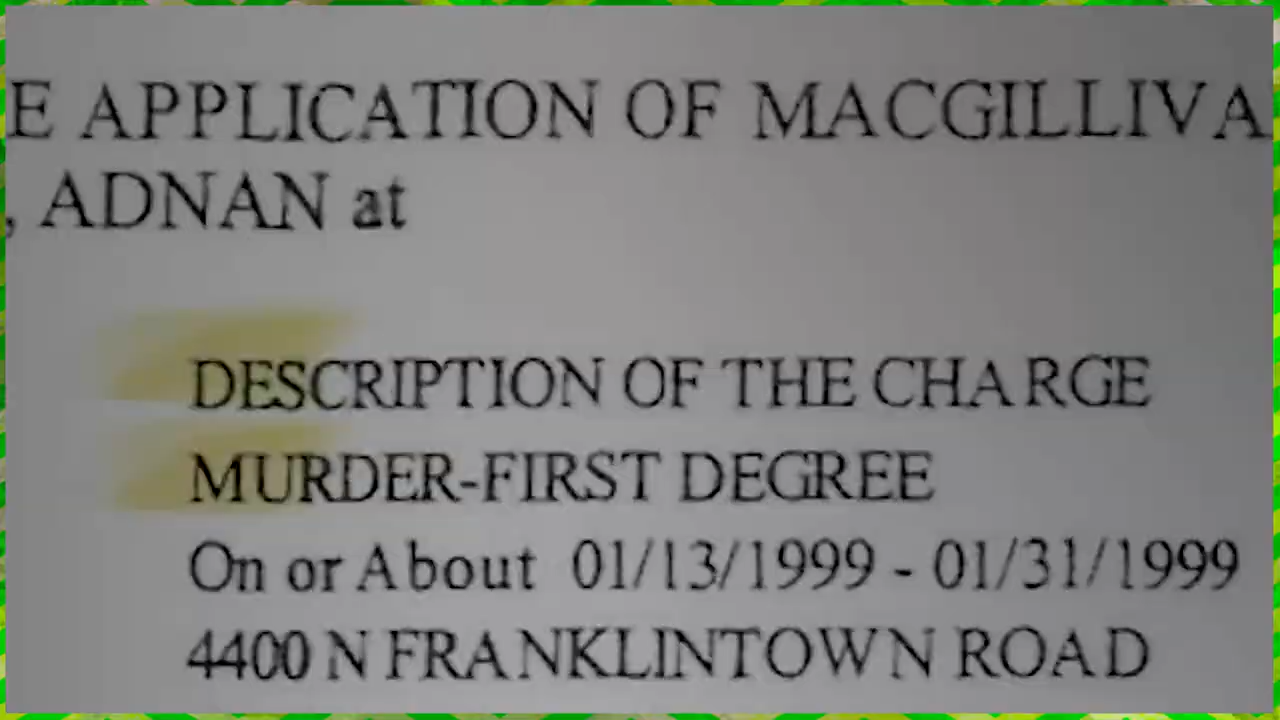 E APPLICATION OF MACGILLIVA
, ADNAN at
DESCRIPTION OF THE CHARGE
MURDER-FIRST DEGREE
On or About 01/13/1999 - 01/31/1999
4400 N FRANKLINTOWN ROAD